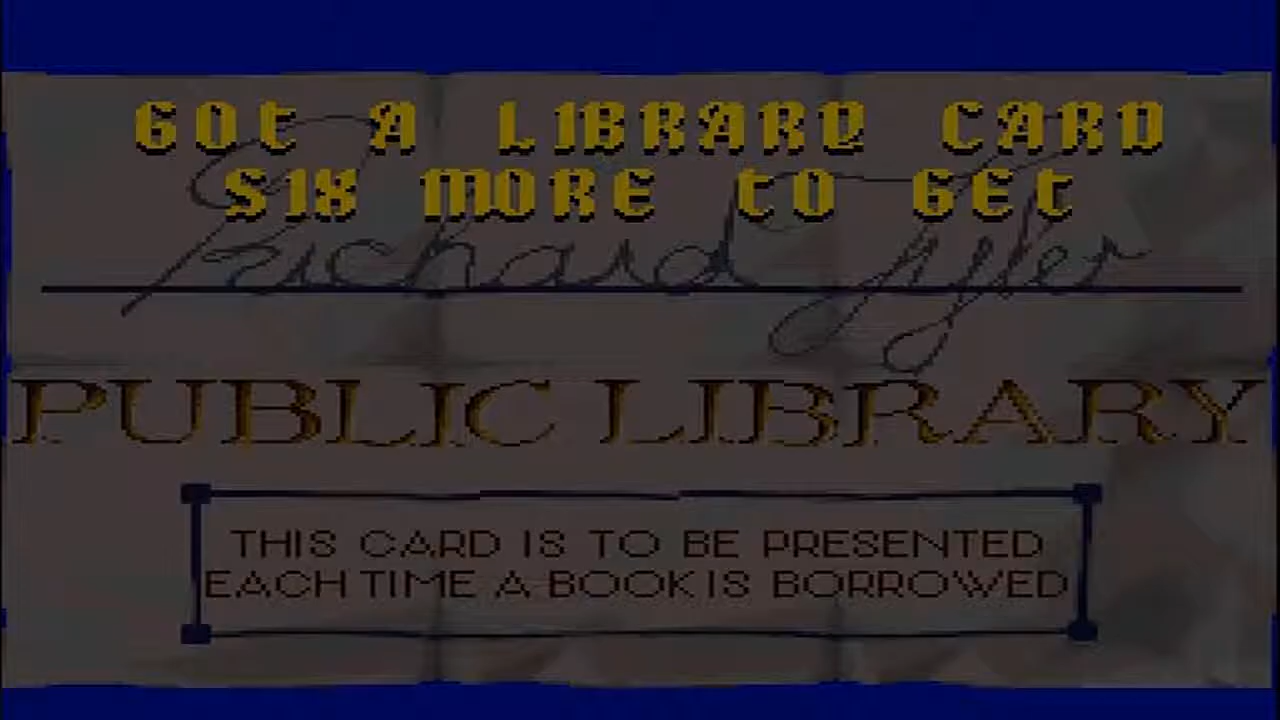 GOT A LIBRARY CARD
SIX MORE TO GET
Richard Tyler
PUBLIC LIBRARY
THIS CARD IS TO BE PRESENTED
EACH TIME A BOOK IS BORROWED